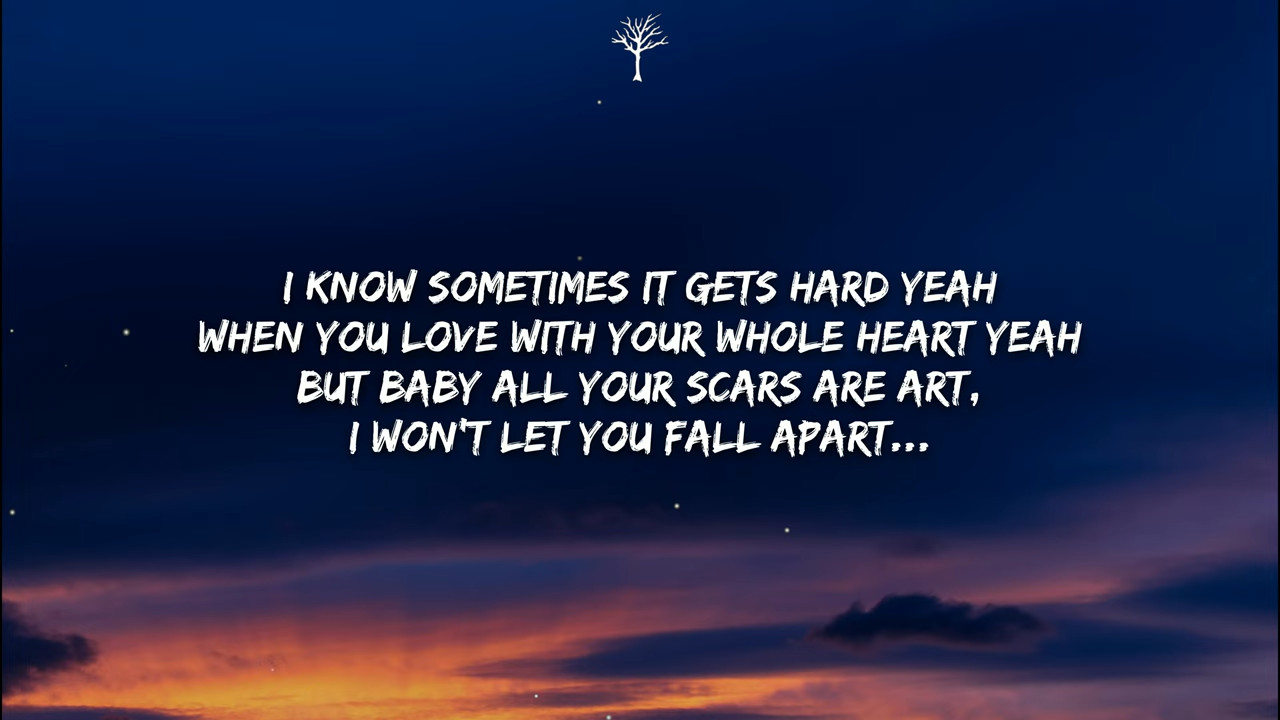 I KNOW SOMETIMES IT GETS HARD YEAH
WHEN YOU LOVE WITH YOUR WHOLE HEART YEAH
BUT BABY ALL YOUR SCARS ARE ART,
I WON'T LET YOU FALL APART...